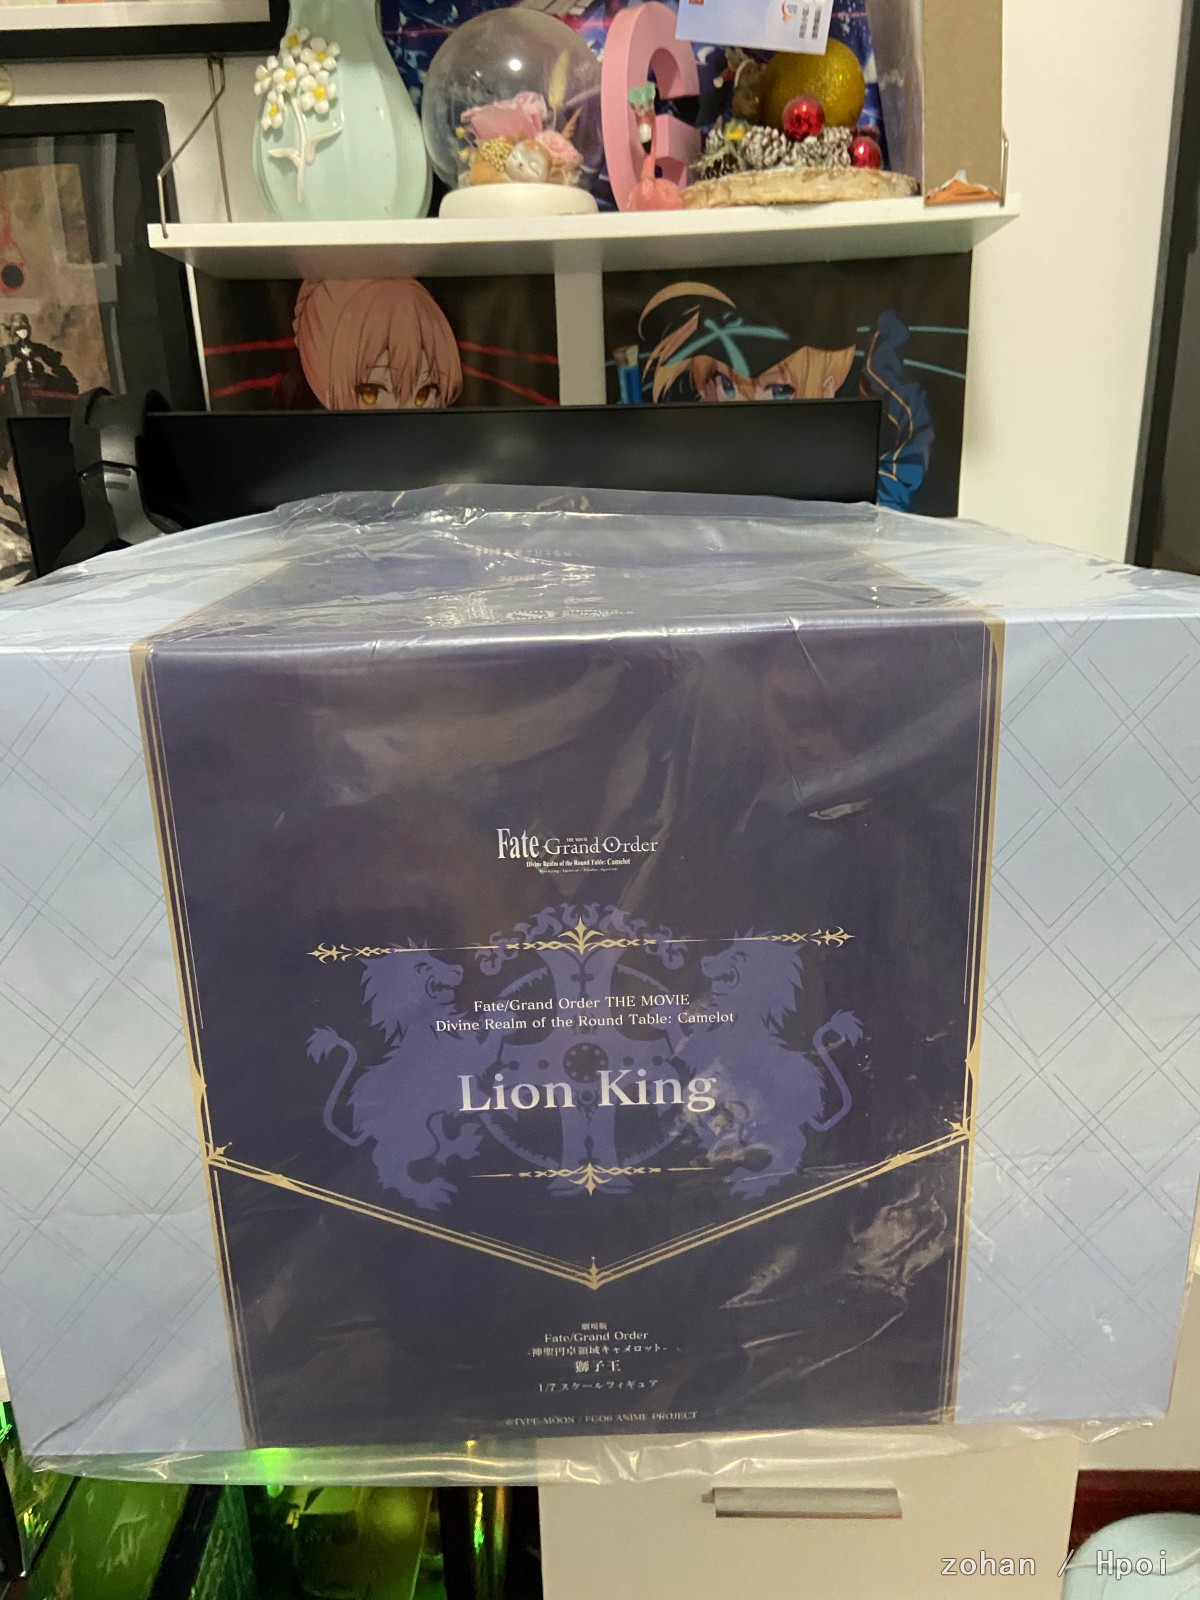 THE MOVIE
Fate Grand Order
Divine Realm of the Round Table: Camelot
Fate/Grand Order THE MOVIE
Divine Realm of the Round Table: Camelot
Lion King
劇場版
Fate/Grand Order
-神聖円卓領域キャメロット-
獅子王
1/7スケールフィギュア
©TYPE-MOON / FGO6 ANIME PROJECT
zohan / Hpoi